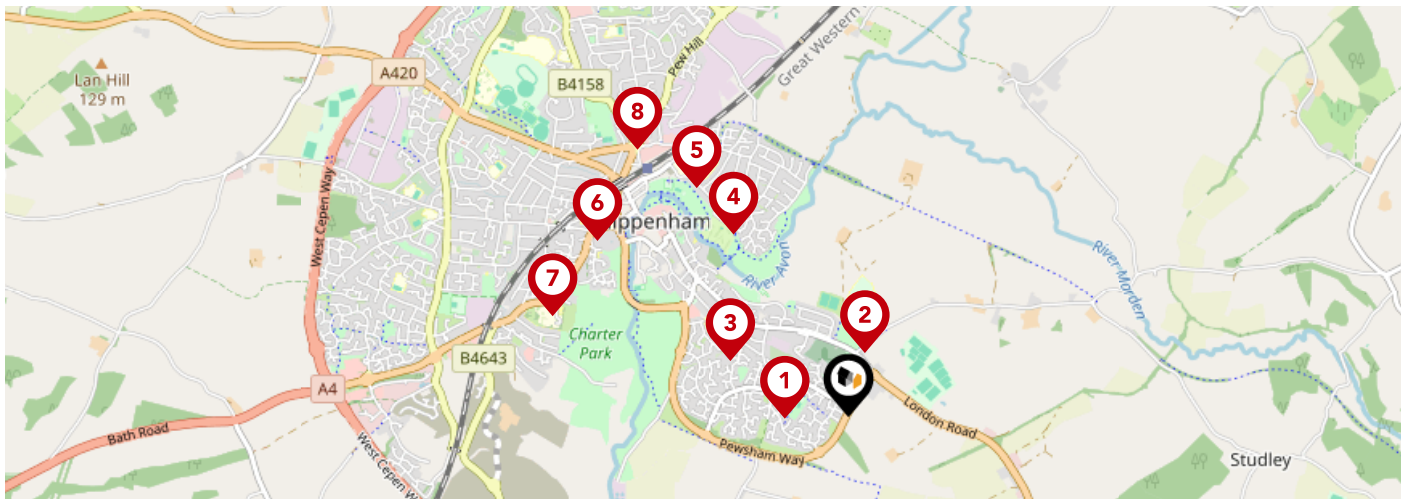 Lan Hill
129 m
A420
B4158
Pew Hill
Great Western
8
5
4
6
ippenham
West Cepen Way
River Avon
River Marden
7
3
2
Charter
Park
B4643
1
A4
London Road
Bath Road
Pewsham Way
West Cepen W
Studley